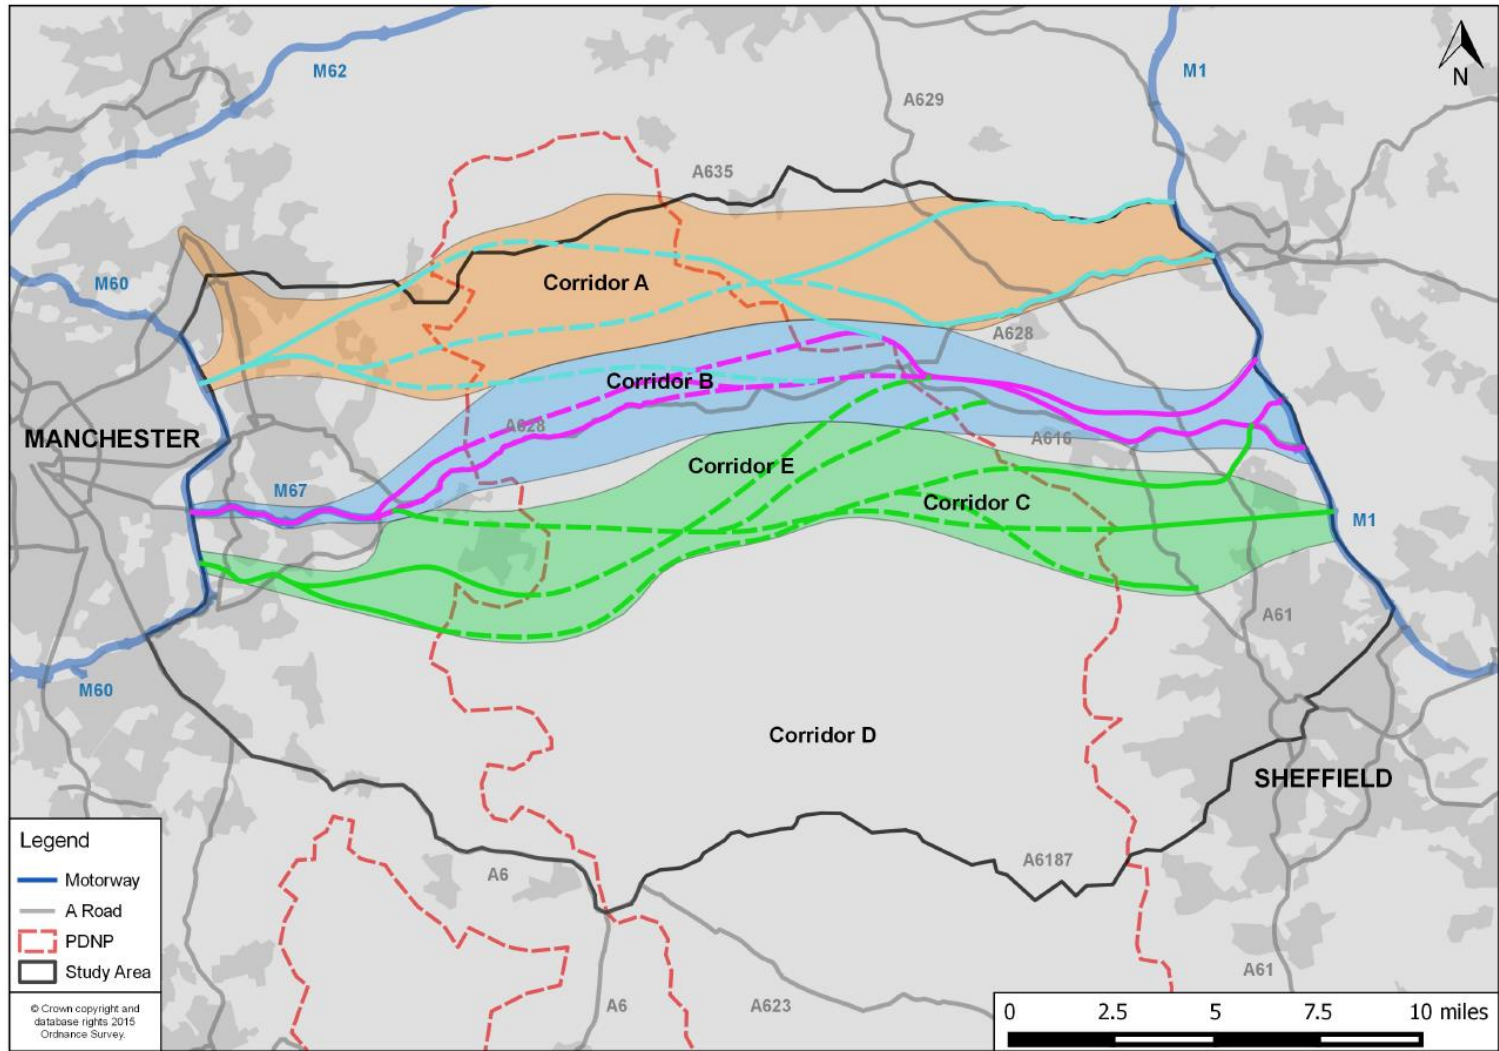 M62
M1
N
A629
A635
M60
Corridor A
A628
Corridor B
MANCHESTER
A628
A616
Corridor E
M67
Corridor C
M1
A61
M60
Corridor D
SHEFFIELD
Legend
Motorway
A Road
PDNP
Study Area
© Crown copyright and
database rights 2015
Ordnance Survey.
A6
A6187
A61
A6
A623
0 2.5 5 7.5 10 miles